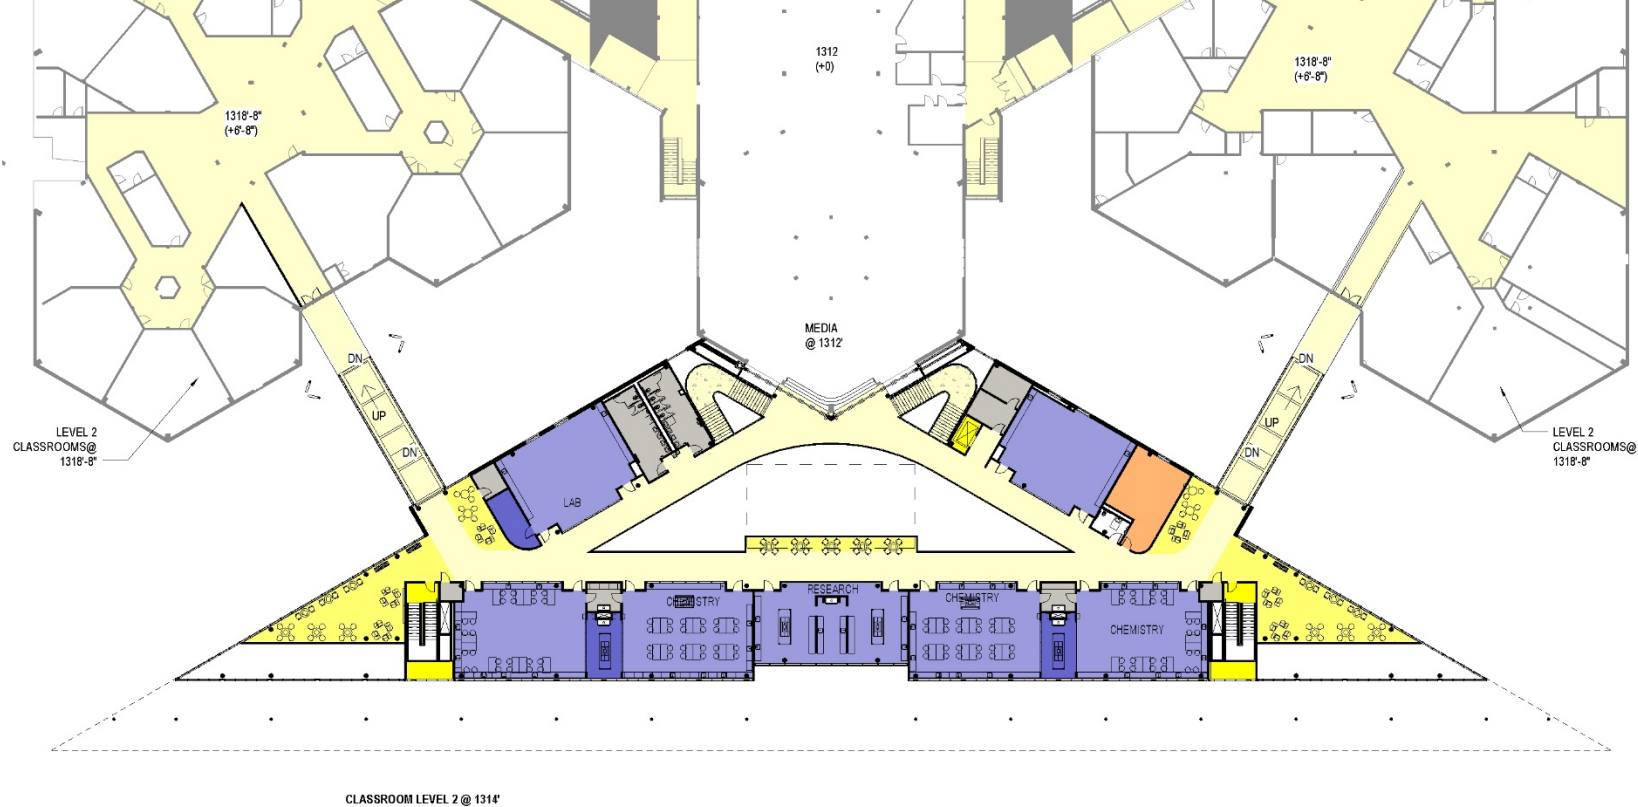 1312
(+0)
1318'-8"
(+6'-8")
1318'-8"
(+6'-8")
MEDIA
@ 1312'
DN
UP
DN
DN
UP
DN
LEVEL 2
CLASSROOMS@
1318'-8"
LEVEL 2
CLASSROOMS@
1318'-8"
LAB
RESEARCH
CHEMISTRY
CHEMISTRY
CHEMISTRY
CLASSROOM LEVEL 2 @ 1314'